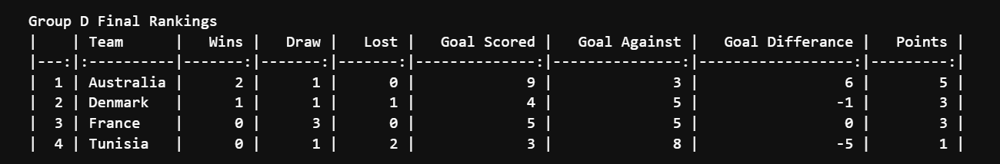 Group D Final Rankings
|    | Team      |   Wins |   Draw |   Lost |   Goal Scored |   Goal Against |   Goal Differance |   Points |
|---:|:----------|-------:|-------:|-------:|--------------:|---------------:|------------------:|---------:|
|  1 | Australia |      2 |      1 |      0 |             9 |              3 |                 6 |        5 |
|  2 | Denmark   |      1 |      1 |      1 |             4 |              5 |                -1 |        3 |
|  3 | France    |      0 |      3 |      0 |             5 |              5 |                 0 |        3 |
|  4 | Tunisia   |      0 |      1 |      2 |             3 |              8 |                -5 |        1 |